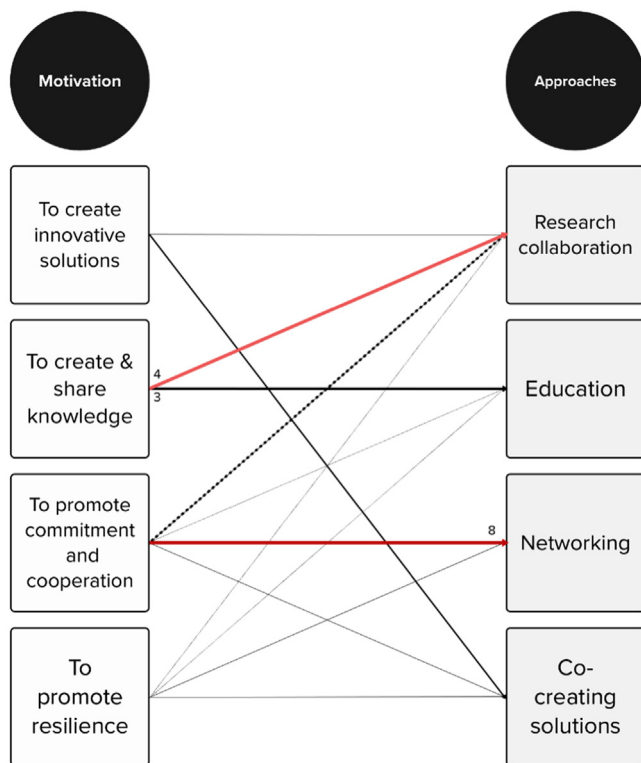 Motivation
Approaches
To create
innovative
solutions
Research
collaboration
To create &
share
knowledge
4
3
Education
To promote
commitment
and
cooperation
8
Networking
To
promote
resilience
Co-
creating
solutions